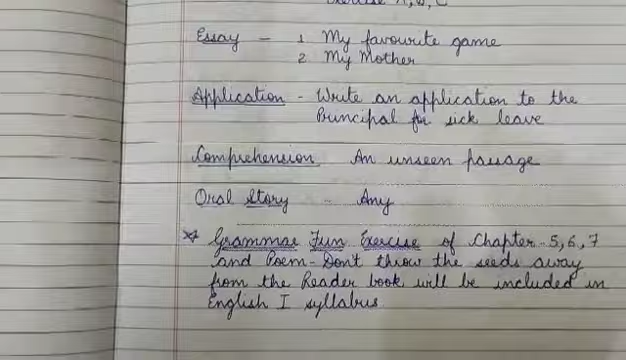 Exercise A, B, C
Essay - 1 My favourite game
2 My Mother
Application - Write an application to the
Principal for sick leave
Comprehension An unseen passage
Oral Story - Any
* Grammar Fun Exercise of Chapter-5,6,7
and Poem-Don't throw the seeds away
from the Reader book will be included in
English I syllabus